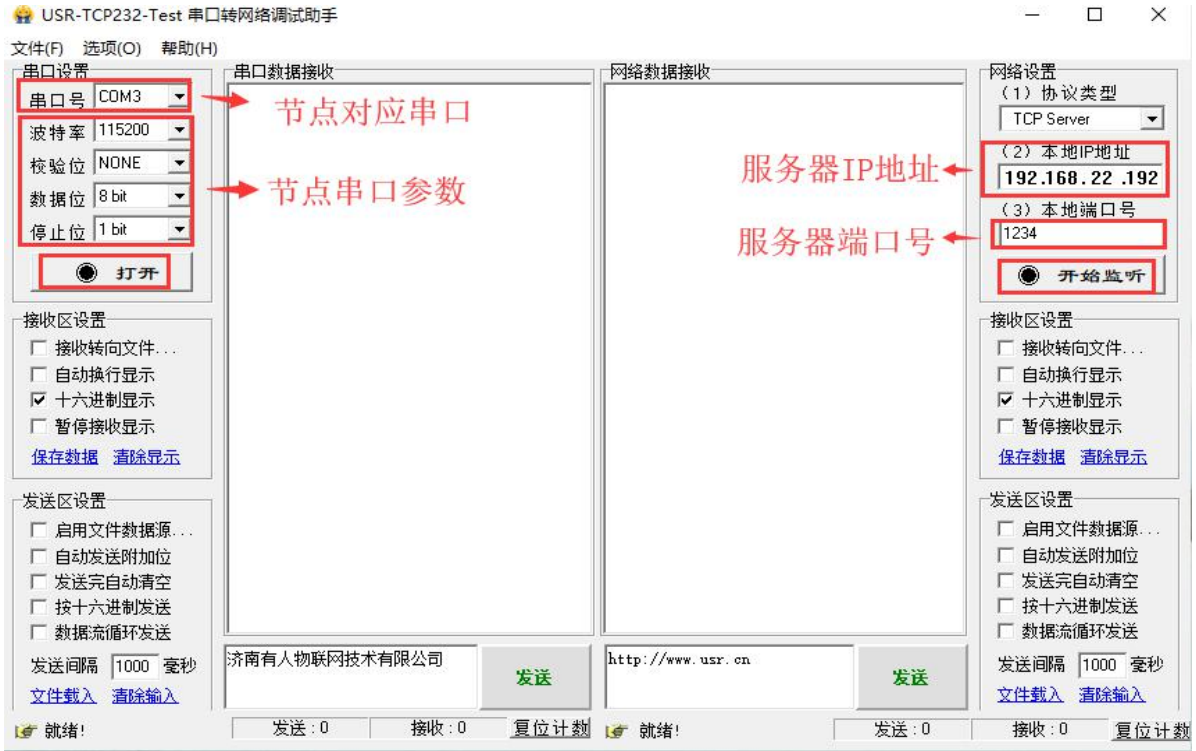 USR-TCP232-Test 串口转网络调试助手
文件(F) 选项(O) 帮助(H)
串口设置
串口号 COM3
波特率 115200
校验位 NONE
数据位 8 bit
停止位 1 bit
打开
接收区设置
接收转向文件...
自动换行显示
十六进制显示
暂停接收显示
保存数据 清除显示
发送区设置
启用文件数据源...
自动发送附加位
发送完自动清空
按十六进制发送
数据流循环发送
发送间隔 1000 毫秒
文件载入 清除输入
串口数据接收
节点对应串口
节点串口参数
济南有人物联网技术有限公司
发送
网络数据接收
服务器IP地址
服务器端口号
http://www.usr.cn
发送
网络设置
(1) 协议类型
TCP Server
(2) 本地IP地址
192.168.22 .192
(3) 本地端口号
1234
开始监听
接收区设置
接收转向文件...
自动换行显示
十六进制显示
暂停接收显示
保存数据 清除显示
发送区设置
启用文件数据源...
自动发送附加位
发送完自动清空
按十六进制发送
数据流循环发送
发送间隔 1000 毫秒
文件载入 清除输入
就绪! 发送:0 接收:0 复位计数
就绪! 发送:0 接收:0 复位计数